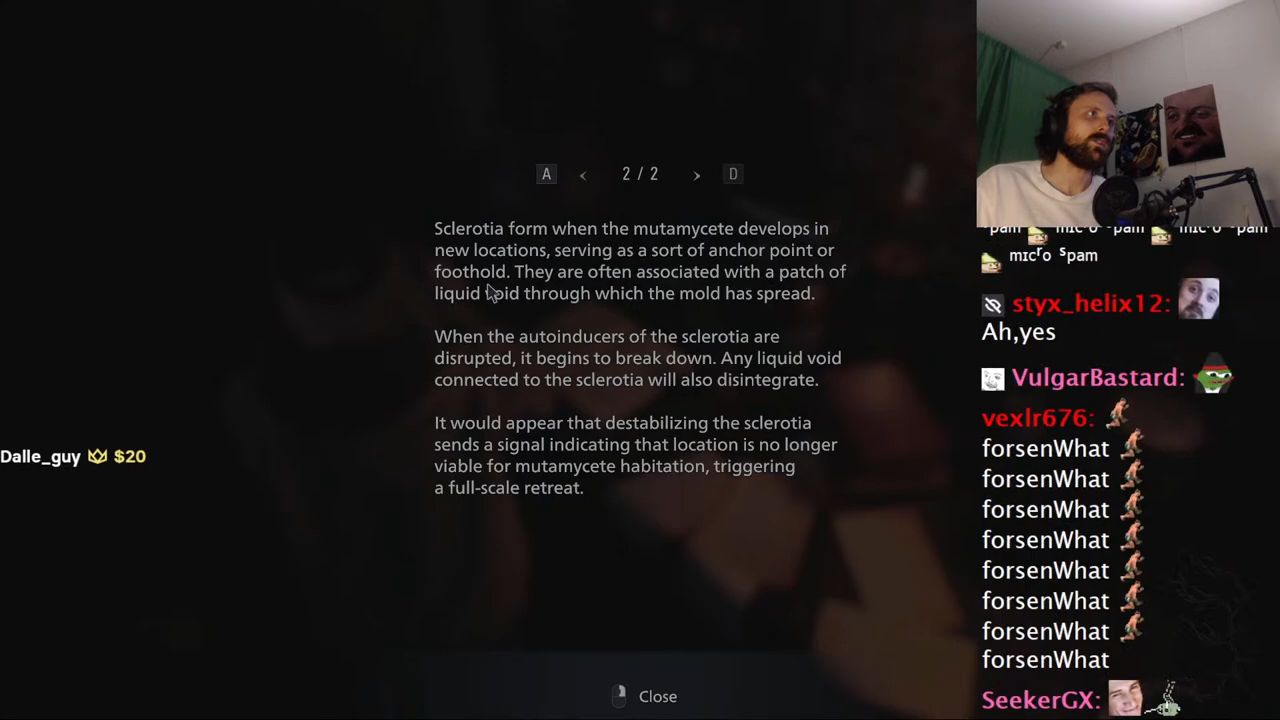 A < 2 / 2 > D
Sclerotia form when the mutamycete develops in
new locations, serving as a sort of anchor point or
foothold. They are often associated with a patch of
liquid void through which the mold has spread.
When the autoinducers of the sclerotia are
disrupted, it begins to break down. Any liquid void
connected to the sclerotia will also disintegrate.
It would appear that destabilizing the sclerotia
sends a signal indicating that location is no longer
viable for mutamycete habitation, triggering
a full-scale retreat.
Close
Dalle_guy $20
ᵐɪᶜʳo ˢpam
styx_helix12:
Ah,yes
VulgarBastard:
vexlr676:
forsenWhat
forsenWhat
forsenWhat
forsenWhat
forsenWhat
forsenWhat
forsenWhat
forsenWhat
SeekerGX: